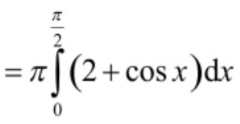 = π∫₀^{π/2}(2 + cos x)dx